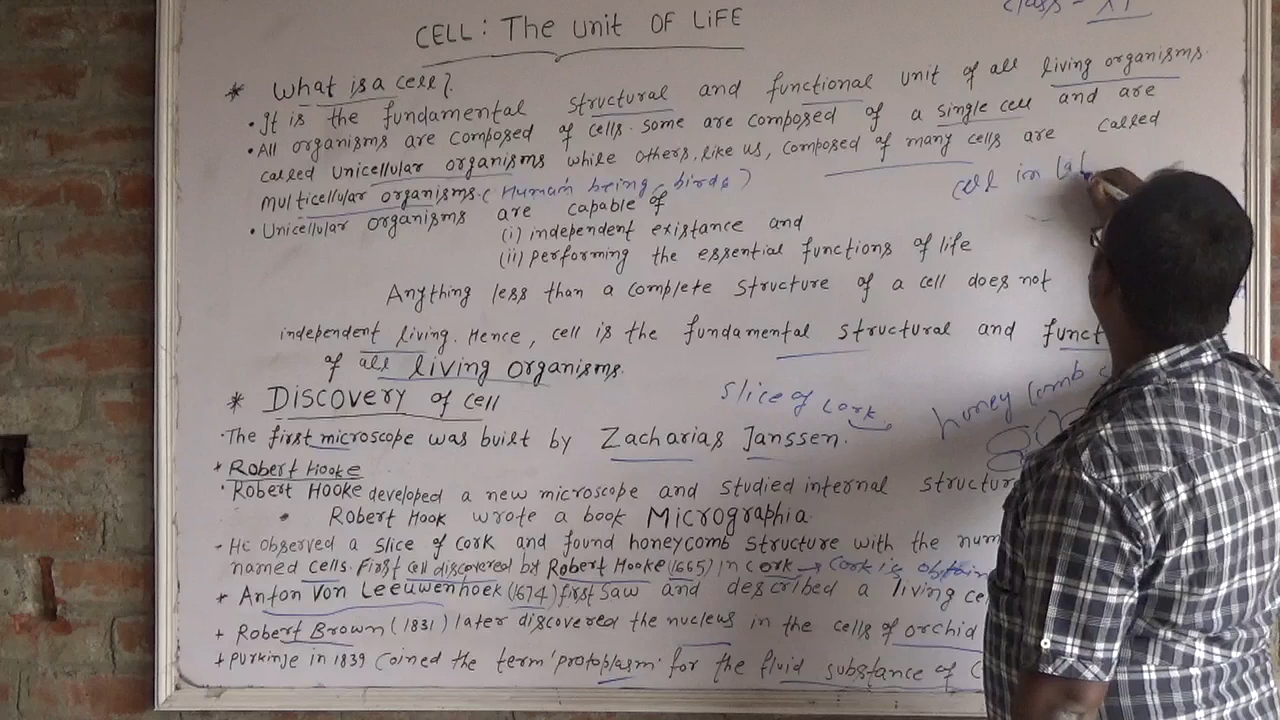 Class - XI
CELL: The unit OF LiFE
* What is a cell?
• It is the fundamental structural and functional unit of all living organisms.
• All organisms are composed of cells. some are composed of a single cell and are
called unicellular organisms while others, like us, composed of many cells are called
multicellular organisms. (Human being, birds)
cell in
• Unicellular organisms are capable of
(i) independent existance and
(ii) performing the essential functions of life
Anything less than a complete structure of a cell does not
independent living. Hence, cell is the fundamental structural and funct
of all living organisms.
* Discovery of cell
slice of cork
honey comb
• The first microscope was built by Zacharias Janssen.
* Robert Hooke
• Robert Hooke developed a new microscope and studied internal structur
• Robert Hook wrote a book Micrographia
- He observed a slice of cork and found honeycomb structure with the num
named cells. First cell discovered by Robert Hooke (1665) in cork → Cork is obtain
* Anton Von Leeuwenhoek (1674) first saw and described a living ce
+ Robert Brown (1831) later discovered the nucleus in the cells of orchid
+ purkinje in 1839 coined the term 'protoplasm' for the fluid substance of C